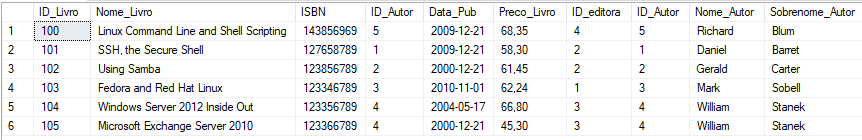 ID_Livro Nome_Livro ISBN ID_Autor Data_Pub Preco_Livro ID_editora ID_Autor Nome_Autor Sobrenome_Autor
1 100 Linux Command Line and Shell Scripting 143856969 5 2009-12-21 68,35 4 5 Richard Blum
2 101 SSH, the Secure Shell 127658789 1 2009-12-21 58,30 2 1 Daniel Barret
3 102 Using Samba 123856789 2 2000-12-21 61,45 2 2 Gerald Carter
4 103 Fedora and Red Hat Linux 123346789 3 2010-11-01 62,24 1 3 Mark Sobell
5 104 Windows Server 2012 Inside Out 123356789 4 2004-05-17 66,80 3 4 William Stanek
6 105 Microsoft Exchange Server 2010 123366789 4 2000-12-21 45,30 3 4 William Stanek